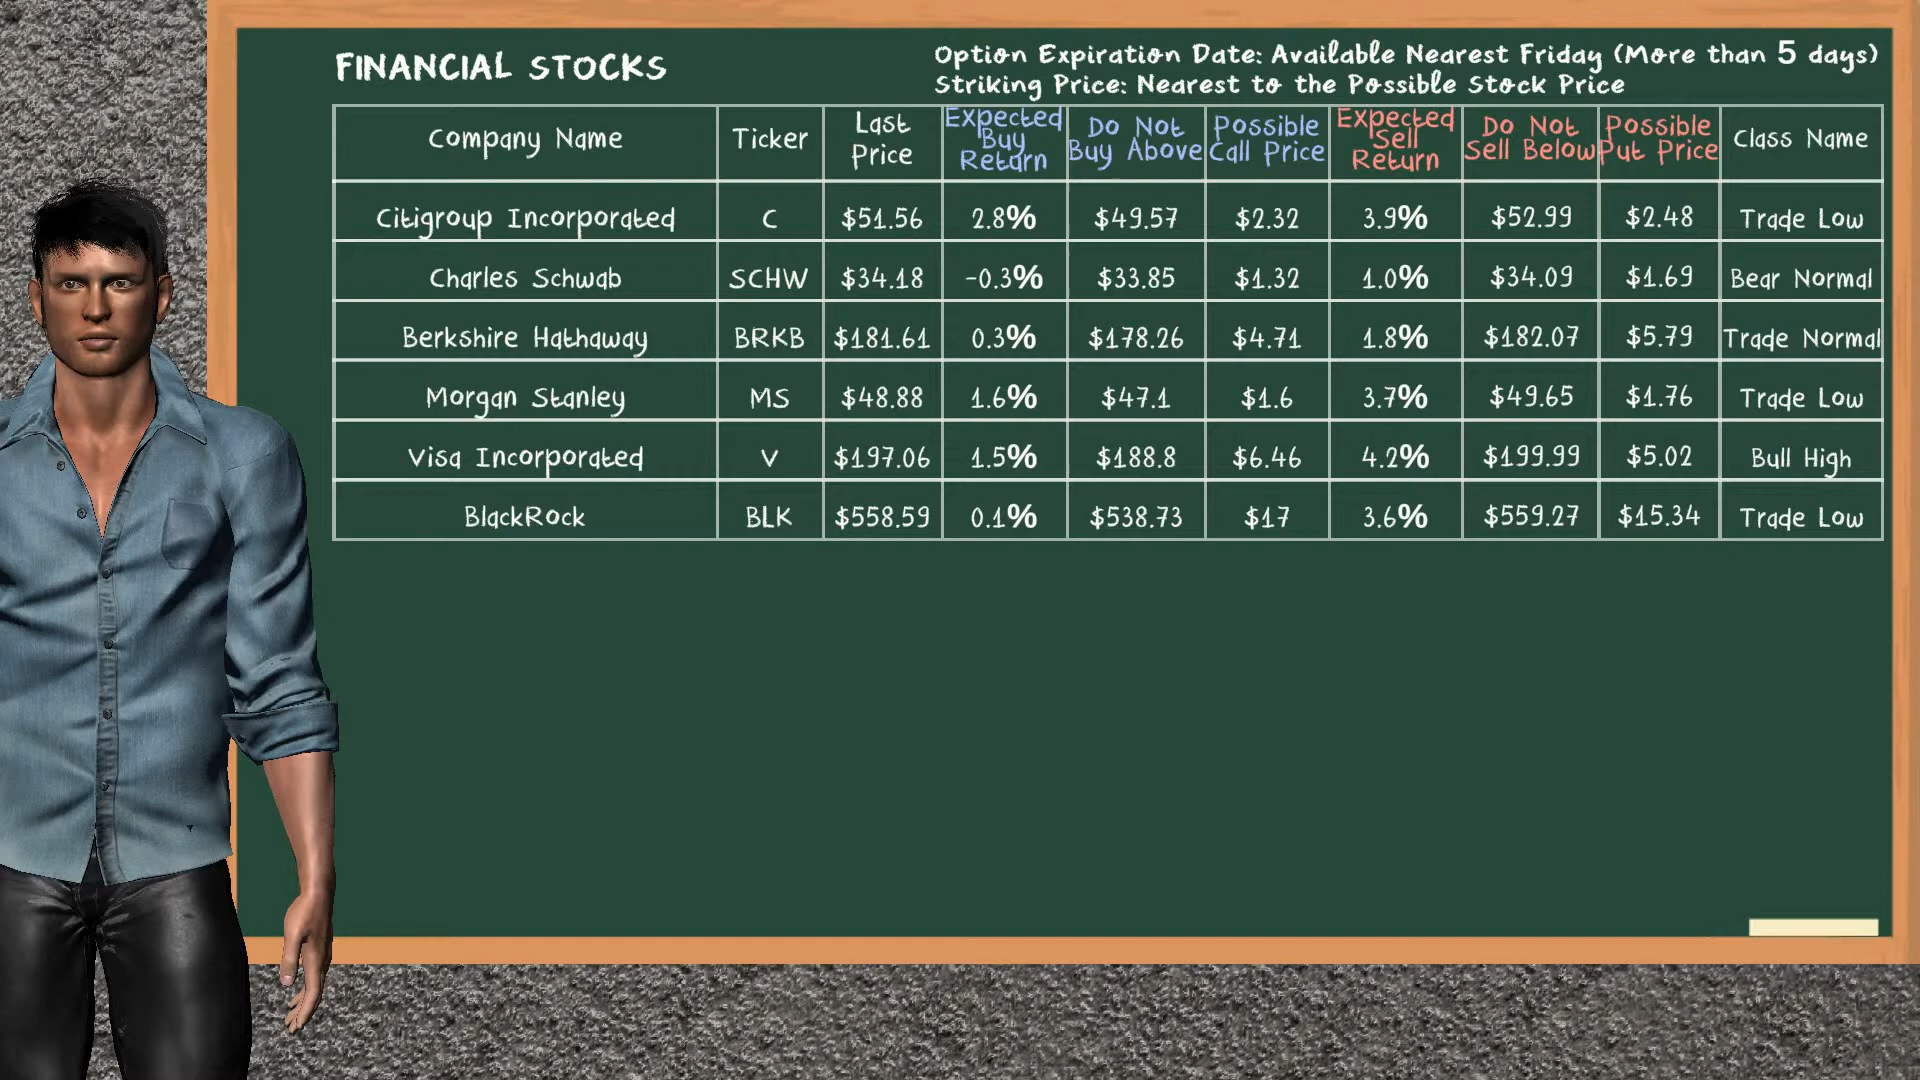 FINANCIAL STOCKS
Option Expiration Date: Available Nearest Friday (More than 5 days)
Striking Price: Nearest to the Possible Stock Price
Company Name Ticker Last Price Expected Buy Return Do Not Buy Above Possible Call Price Expected Sell Return Do Not Sell Below Possible Put Price Class Name
Citigroup Incorporated C $51.56 2.8% $49.57 $2.32 3.9% $52.99 $2.48 Trade Low
Charles Schwab SCHW $34.18 -0.3% $33.85 $1.32 1.0% $34.09 $1.69 Bear Normal
Berkshire Hathaway BRKB $181.61 0.3% $178.26 $4.71 1.8% $182.07 $5.79 Trade Normal
Morgan Stanley MS $48.88 1.6% $47.1 $1.6 3.7% $49.65 $1.76 Trade Low
Visa Incorporated V $197.06 1.5% $188.8 $6.46 4.2% $199.99 $5.02 Bull High
BlackRock BLK $558.59 0.1% $538.73 $17 3.6% $559.27 $15.34 Trade Low